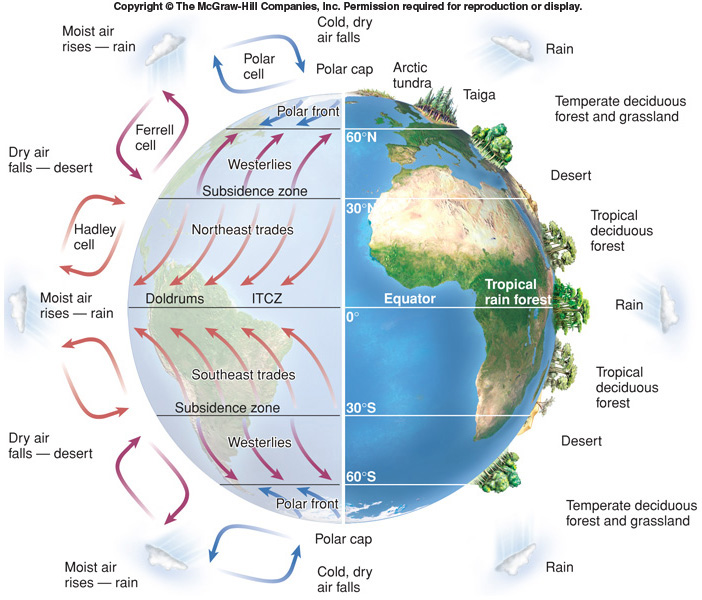 Copyright © The McGraw-Hill Companies, Inc. Permission required for reproduction or display.
Moist air
rises — rain
Polar
cell
Cold, dry
air falls
Polar cap
Arctic
tundra
Taiga
Rain
Temperate deciduous
forest and grassland
Ferrell
cell
Polar front
60°N
Dry air
falls — desert
Westerlies
Subsidence zone
30°N
Desert
Hadley
cell
Northeast trades
Tropical
deciduous
forest
Moist air
rises — rain
Doldrums
ITCZ
Equator
Tropical
rain forest
Rain
0°
Southeast trades
Tropical
deciduous
forest
Subsidence zone
30°S
Dry air
falls — desert
Westerlies
Desert
60°S
Polar front
Temperate deciduous
forest and grassland
Moist air
rises — rain
Polar cap
Cold, dry
air falls
Rain